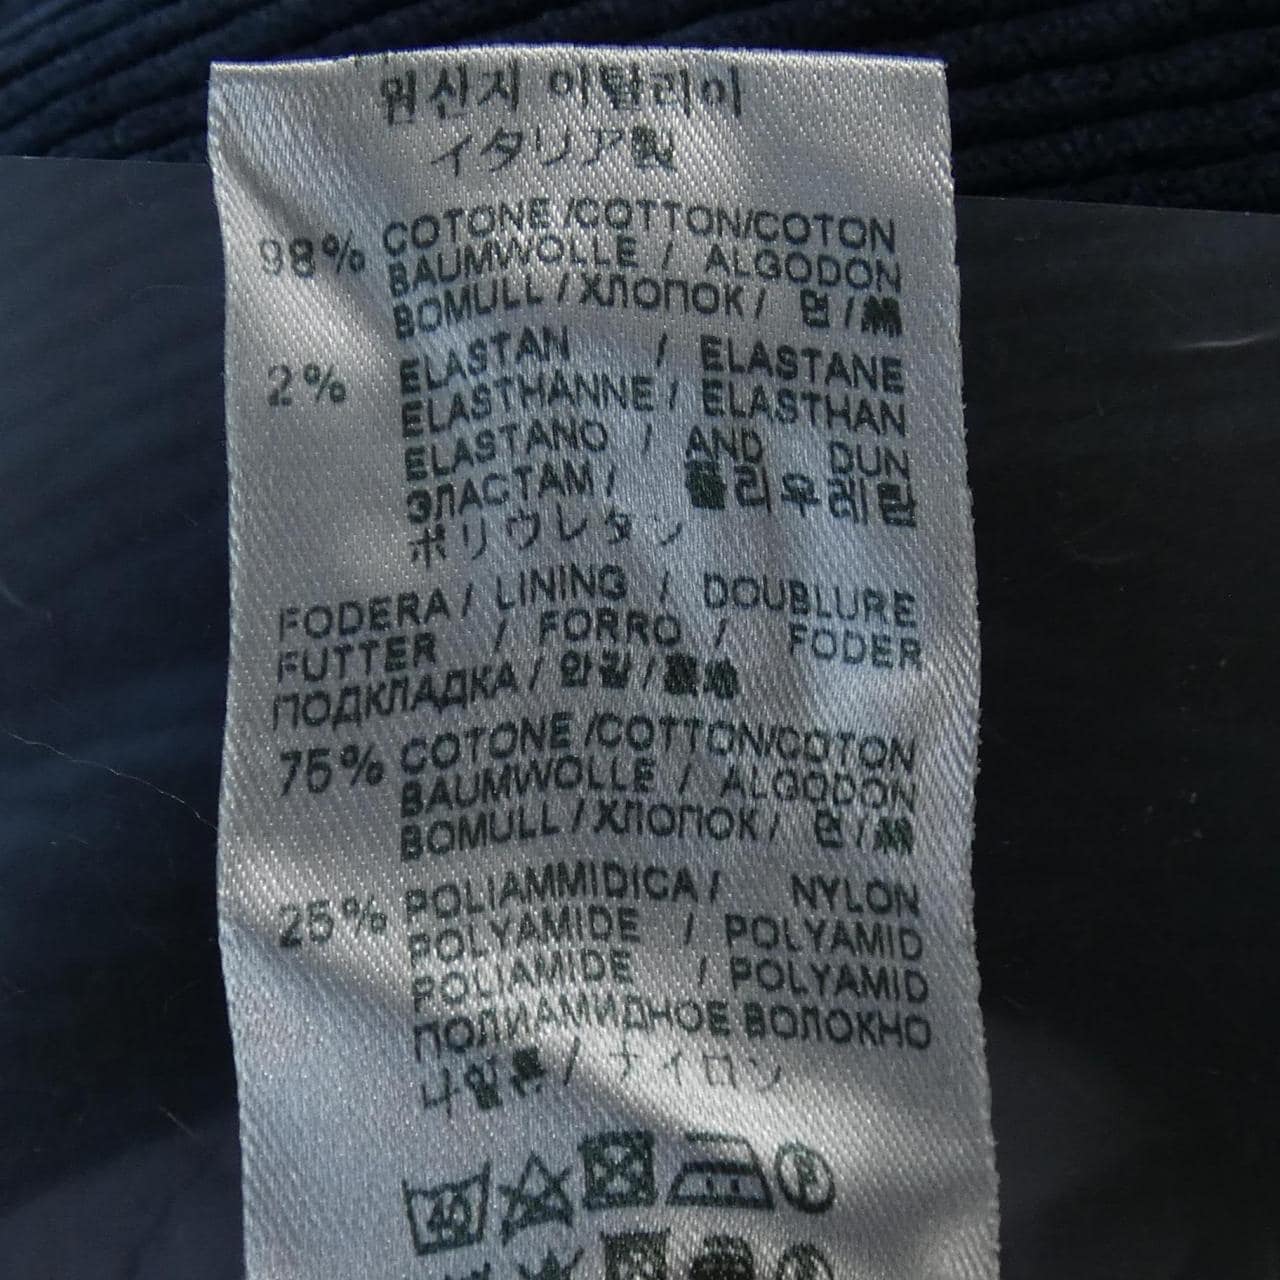 원산지 이탈리아
イタリア製
98% COTONE/COTTON/COTON
BAUMWOLLE / ALGODON
BOMULL/ХЛОПОК/ 면/綿
2% ELASTAN / ELASTANE
ELASTHANNE/ ELASTHAN
ELASTANO / AND DUN
ЭЛАСТАМ/ 폴리우레탄
ポリウレタン
FODERA/ LINING / DOUBLURE
FUTTER / FORRO / FODER
ПОДКЛАДКА/ 안감/裏地
75% COTONE/COTTON/COTON
BAUMWOLLE / ALGODON
BOMULL/ХЛОПОК/ 면/綿
25% POLIAMMIDICA/ NYLON
POLYAMIDE / POLYAMID
POLIAMIDE / POLYAMID
ПОЛИАМИДНОЕ ВОЛОКНО
나일론/ ナイロン
40 P